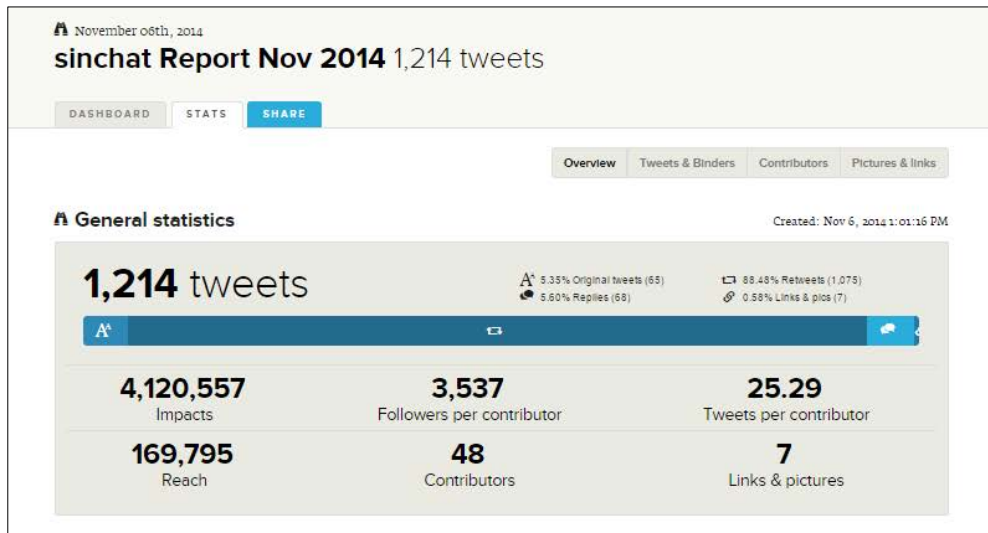 November 06th, 2014
sinchat Report Nov 2014 1,214 tweets
DASHBOARD STATS SHARE
Overview Tweets & Binders Contributors Pictures & links
General statistics
Created: Nov 6, 2014 1:01:16 PM
1,214 tweets
5.35% Original tweets (65) 88.48% Retweets (1,075)
5.60% Replies (68) 0.58% Links & pics (7)
4,120,557 3,537 25.29
Impacts Followers per contributor Tweets per contributor
169,795 48 7
Reach Contributors Links & pictures